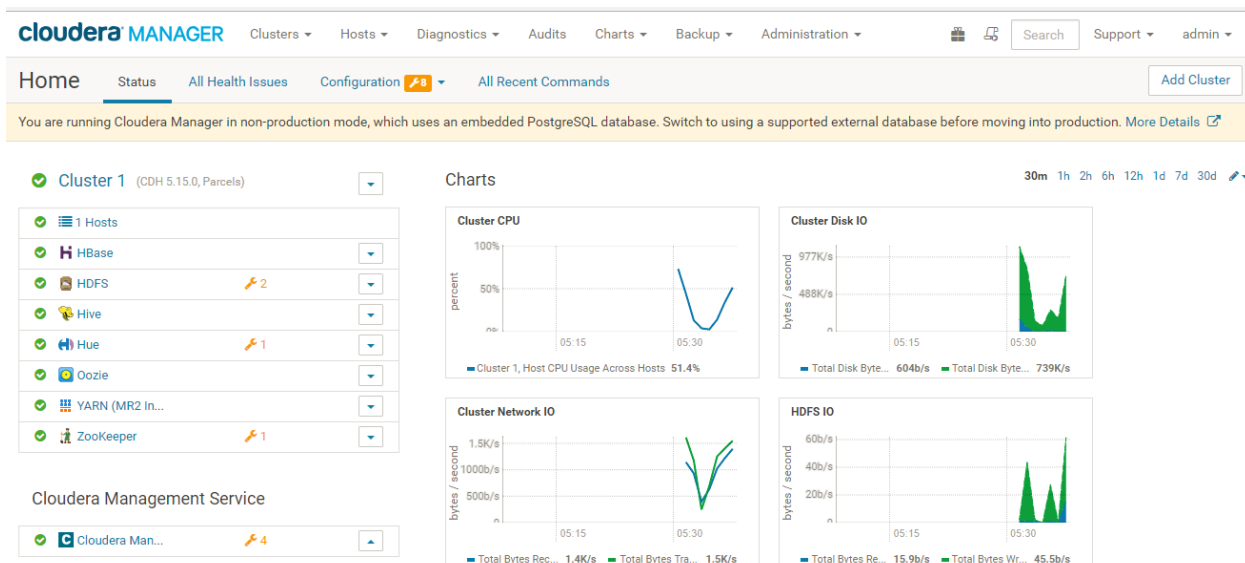 cloudera MANAGER Clusters Hosts Diagnostics Audits Charts Backup Administration Search Support admin
Home Status All Health Issues Configuration 8 All Recent Commands Add Cluster
You are running Cloudera Manager in non-production mode, which uses an embedded PostgreSQL database. Switch to using a supported external database before moving into production. More Details
Cluster 1 (CDH 5.15.0, Parcels)
1 Hosts
HBase
HDFS 2
Hive
Hue 1
Oozie
YARN (MR2 In...
ZooKeeper 1
Cloudera Management Service
C Cloudera Man... 4
Charts
30m 1h 2h 6h 12h 1d 7d 30d
Cluster CPU
percent
100%
50%
0%
05:15 05:30
Cluster 1, Host CPU Usage Across Hosts 51.4%
Cluster Disk IO
bytes / second
977K/s
488K/s
0
05:15 05:30
Total Disk Byte... 604b/s Total Disk Byte... 739K/s
Cluster Network IO
bytes / second
1.5K/s
1000b/s
500b/s
0
05:15 05:30
Total Bytes Rec... 1.4K/s Total Bytes Tra... 1.5K/s
HDFS IO
bytes / second
60b/s
40b/s
20b/s
0
05:15 05:30
Total Bytes Re... 15.9b/s Total Bytes Wr... 45.5b/s